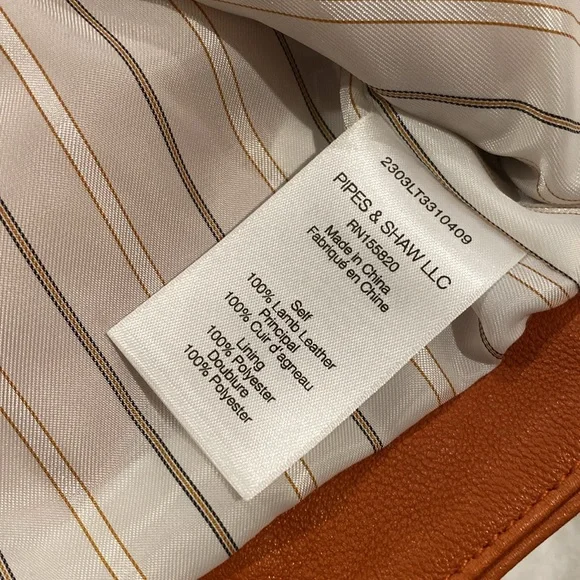 2303LT3310409
PIPES & SHAW LLC
RN155820
Made in China
Fabriqué en Chine
Self
100% Lamb Leather
Principal
100% Cuir d'agneau
Lining
100% Polyester
Doublure
100% Polyester